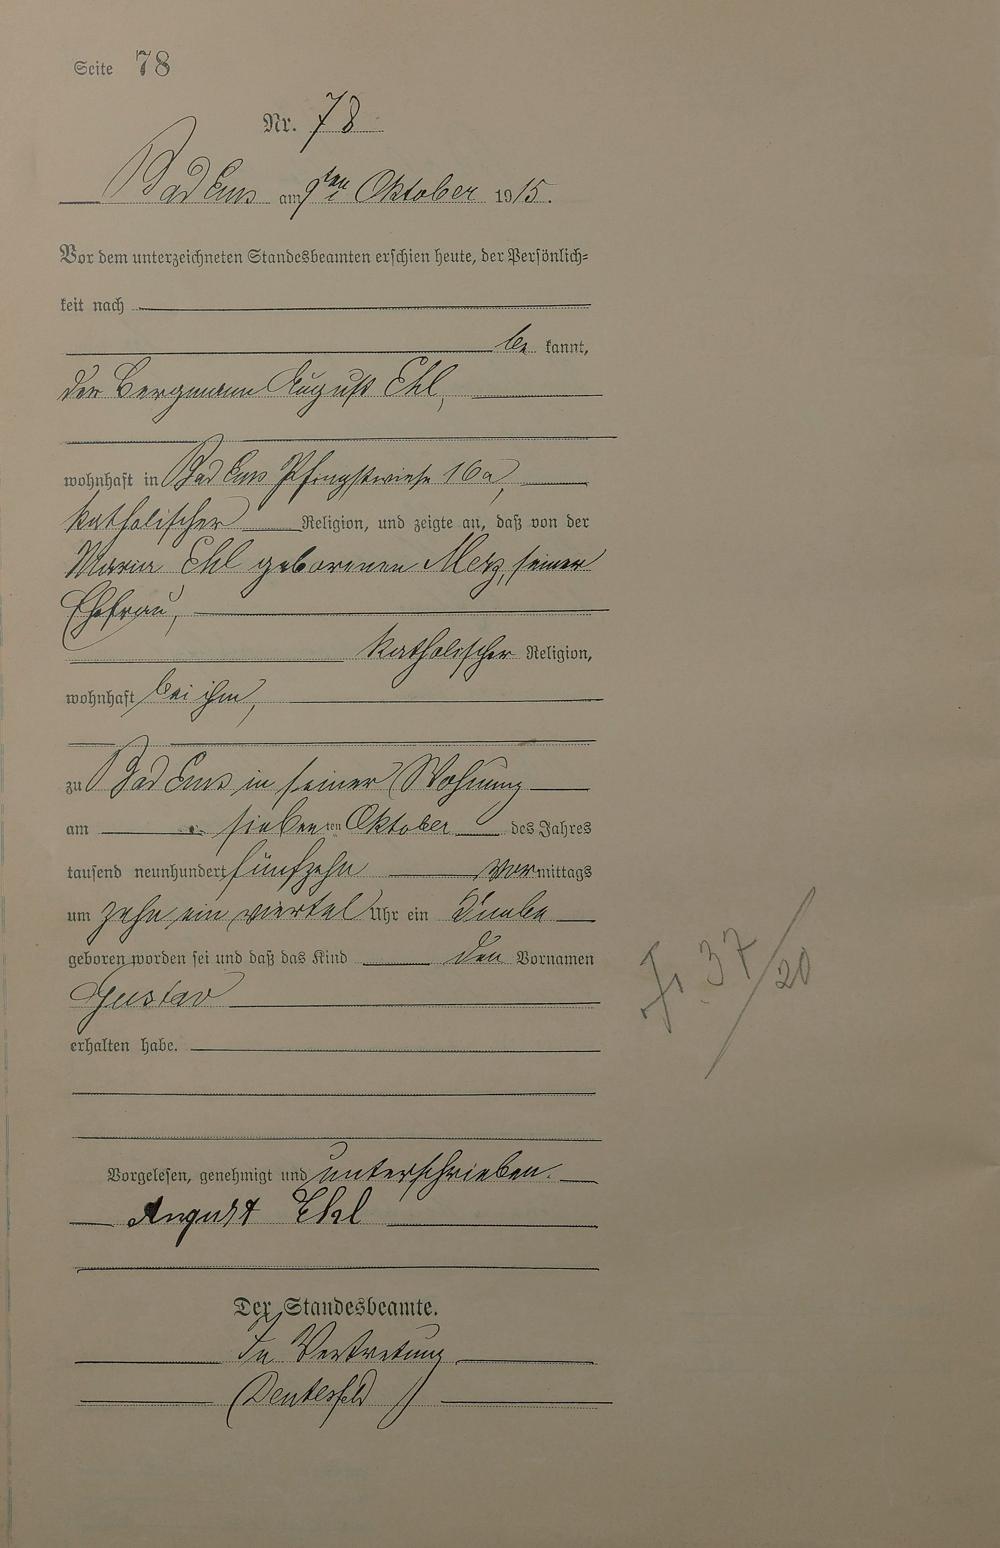 Seite 78
Nr. 78
Bad Ems am 9ten Oktober 1915.
Vor dem unterzeichneten Standesbeamten erschien heute, der Persönlich=
keit nach
be kannt,
der Bergmann August Ehl,
wohnhaft in Bad Ems Pfingstwiese 16a,
katholischer Religion, und zeigte an, daß von der
Maria Ehl geborenen Metz, seiner
Ehefrau,
katholischer Religion,
wohnhaft bei ihm,
zu Bad Ems in seiner Wohnung
am siebenten Oktober des Jahres
tausend neunhundert fünfzehn vormittags
um zehn ein viertel Uhr ein Knabe
geboren worden sei und daß das Kind den Vornamen
Gustav
erhalten habe.
37/20
Vorgelesen, genehmigt und unterschrieben.
August Ehl
Der Standesbeamte.
In Vertretung